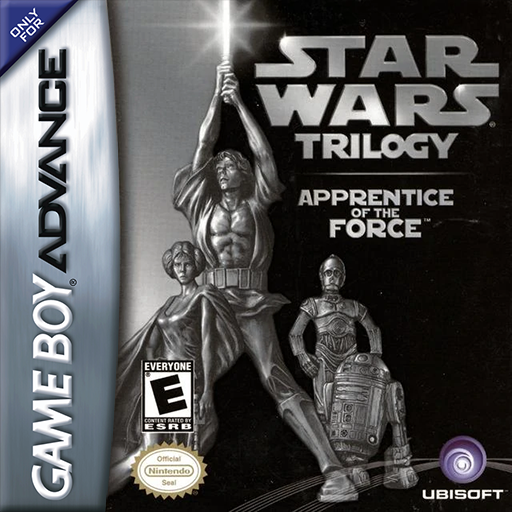 ONLY
FOR
GAME BOY ADVANCE
STAR
WARS®
TRILOGY
APPRENTICE
OF THE
FORCE™
EVERYONE
E
®
CONTENT RATED BY
ESRB
Official
Nintendo
Seal
UBISOFT